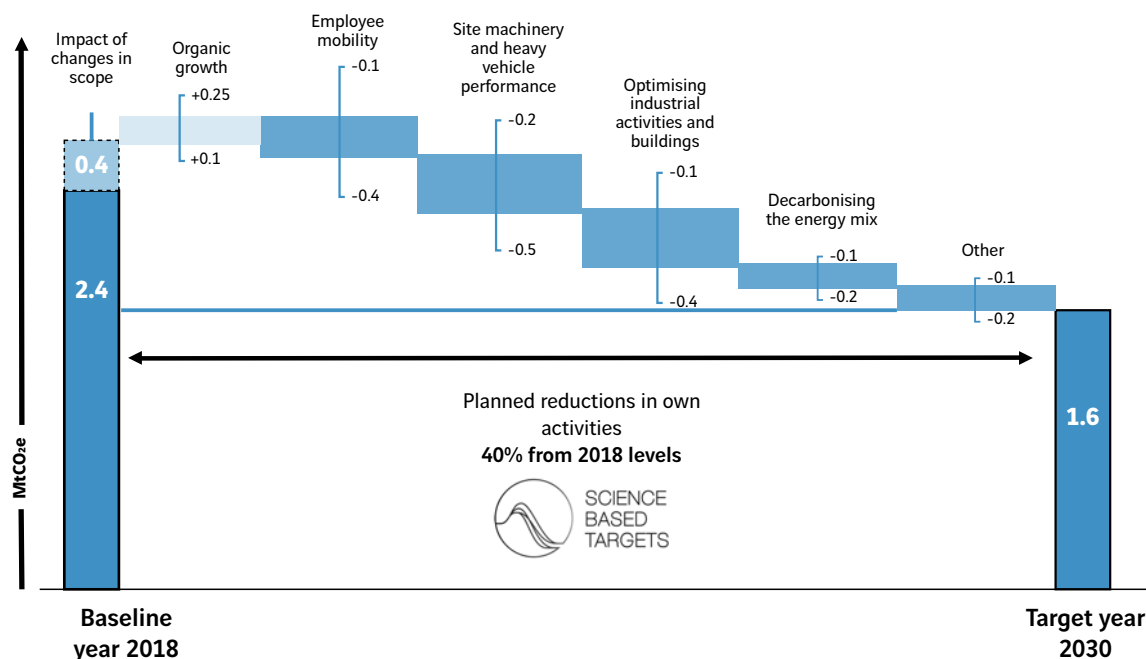 Impact of
changes in
scope
0.4
2.4
Organic
growth
+0.25
+0.1
Employee
mobility
-0.1
-0.4
Site machinery
and heavy
vehicle
performance
-0.2
-0.5
Optimising
industrial
activities and
buildings
-0.1
-0.4
Decarbonising
the energy mix
-0.1
-0.2
Other
-0.1
-0.2
1.6
MtCO₂e
Planned reductions in own
activities
40% from 2018 levels
SCIENCE
BASED
TARGETS
Baseline
year 2018
Target year
2030